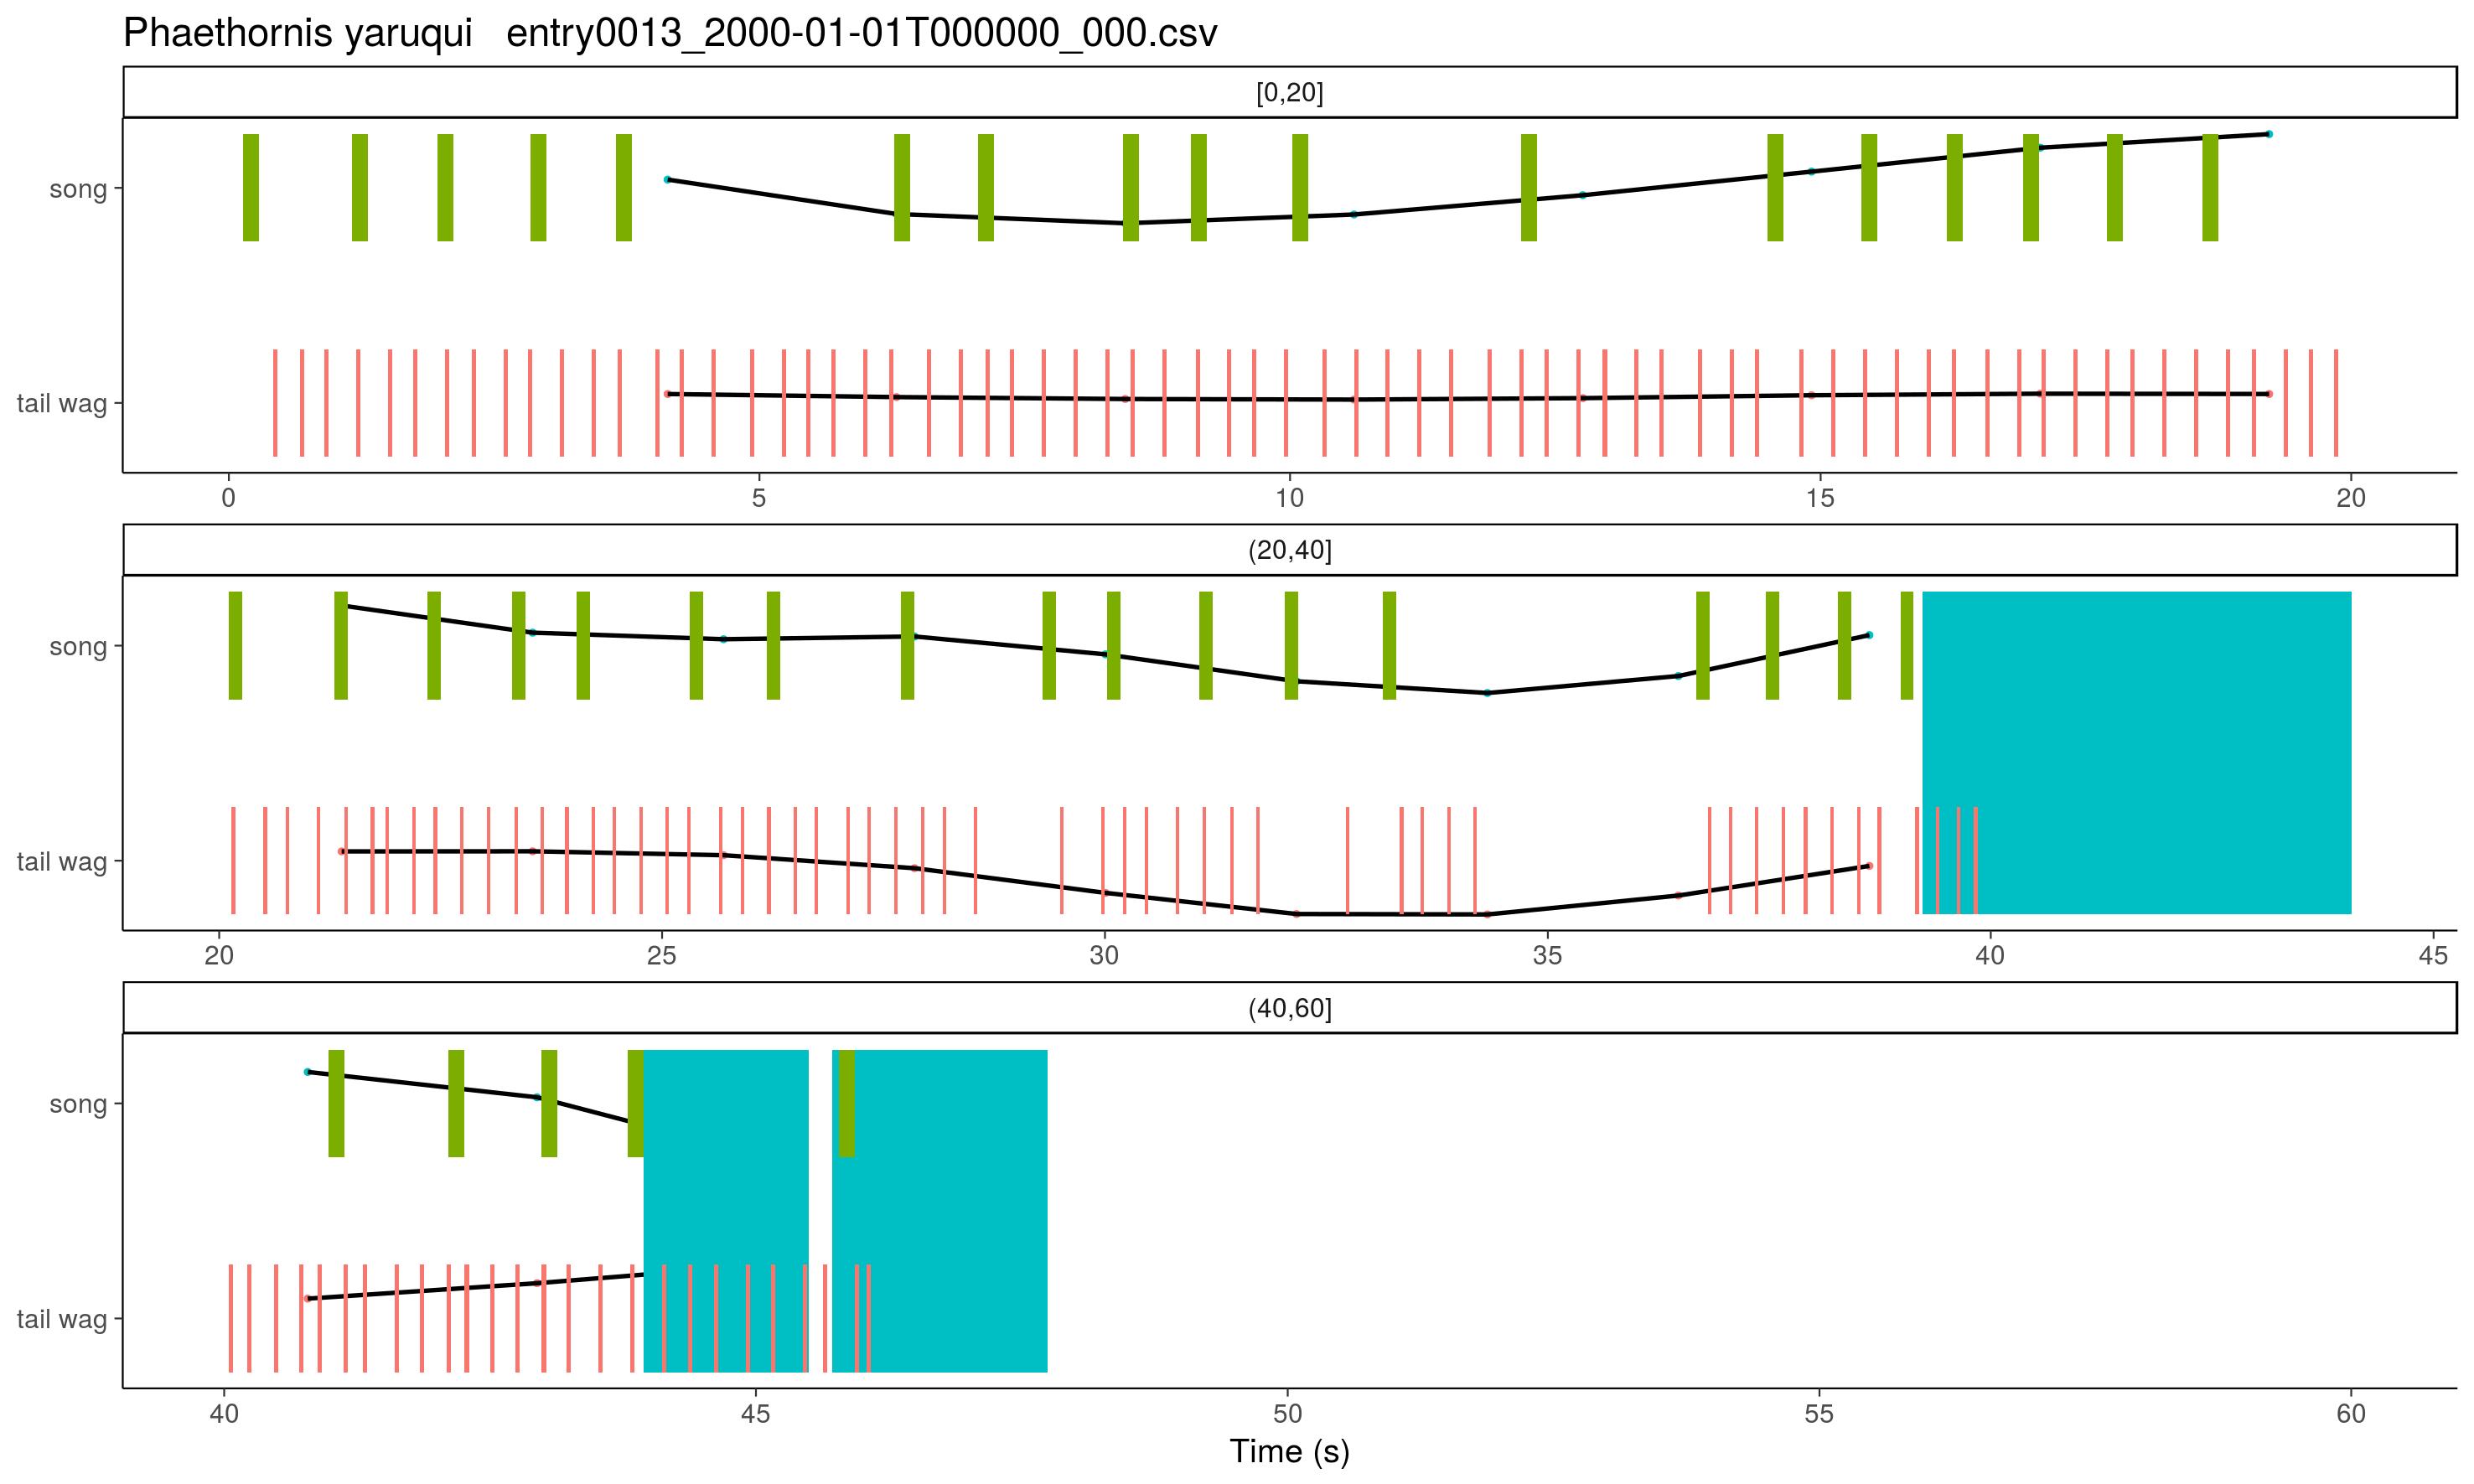 Phaethornis yaruqui   entry0013_2000-01-01T000000_000.csv
[0,20]
song
tail wag
0 5 10 15 20
(20,40]
song
tail wag
20 25 30 35 40 45
(40,60]
song
tail wag
40 45 50 55 60
Time (s)